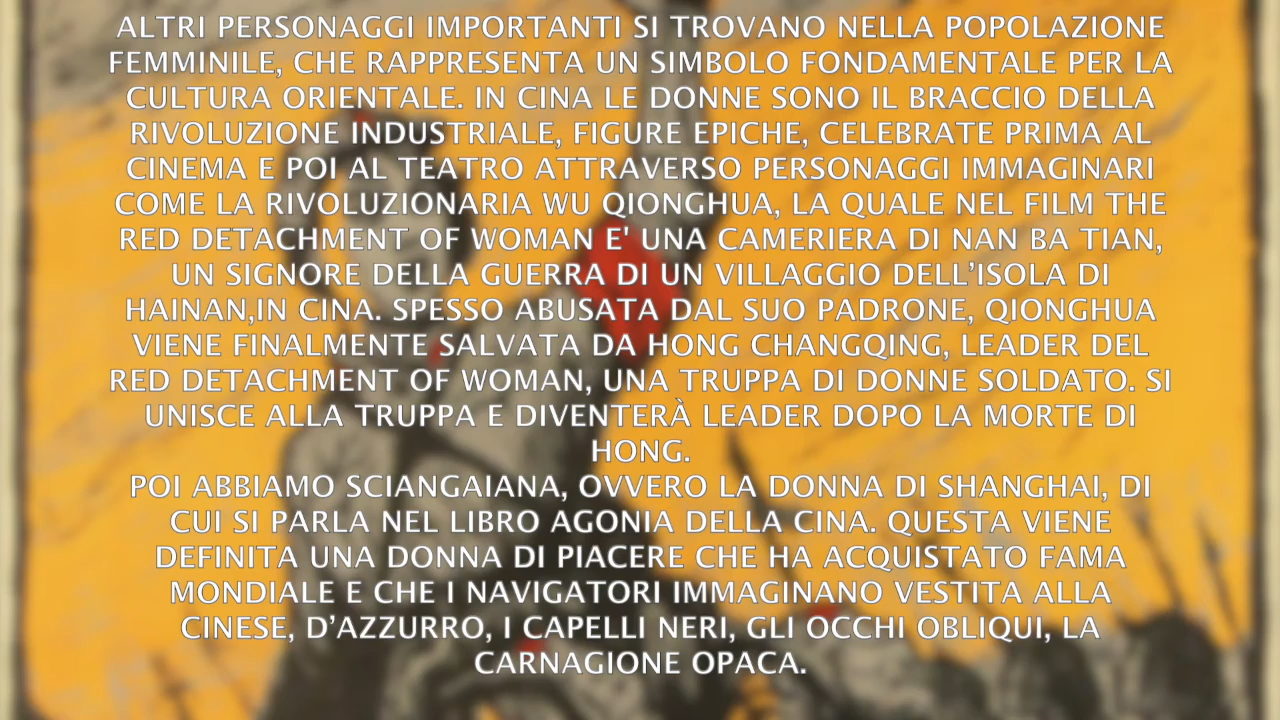 ALTRI PERSONAGGI IMPORTANTI SI TROVANO NELLA POPOLAZIONE
FEMMINILE, CHE RAPPRESENTA UN SIMBOLO FONDAMENTALE PER LA
CULTURA ORIENTALE. IN CINA LE DONNE SONO IL BRACCIO DELLA
RIVOLUZIONE INDUSTRIALE, FIGURE EPICHE, CELEBRATE PRIMA AL
CINEMA E POI AL TEATRO ATTRAVERSO PERSONAGGI IMMAGINARI
COME LA RIVOLUZIONARIA WU QIONGHUA, LA QUALE NEL FILM THE
RED DETACHMENT OF WOMAN E' UNA CAMERIERA DI NAN BA TIAN,
UN SIGNORE DELLA GUERRA DI UN VILLAGGIO DELL’ISOLA DI
HAINAN,IN CINA. SPESSO ABUSATA DAL SUO PADRONE, QIONGHUA
VIENE FINALMENTE SALVATA DA HONG CHANGQING, LEADER DEL
RED DETACHMENT OF WOMAN, UNA TRUPPA DI DONNE SOLDATO. SI
UNISCE ALLA TRUPPA E DIVENTERÀ LEADER DOPO LA MORTE DI
HONG.
POI ABBIAMO SCIANGAIANA, OVVERO LA DONNA DI SHANGHAI, DI
CUI SI PARLA NEL LIBRO AGONIA DELLA CINA. QUESTA VIENE
DEFINITA UNA DONNA DI PIACERE CHE HA ACQUISTATO FAMA
MONDIALE E CHE I NAVIGATORI IMMAGINANO VESTITA ALLA
CINESE, D’AZZURRO, I CAPELLI NERI, GLI OCCHI OBLIQUI, LA
CARNAGIONE OPACA.